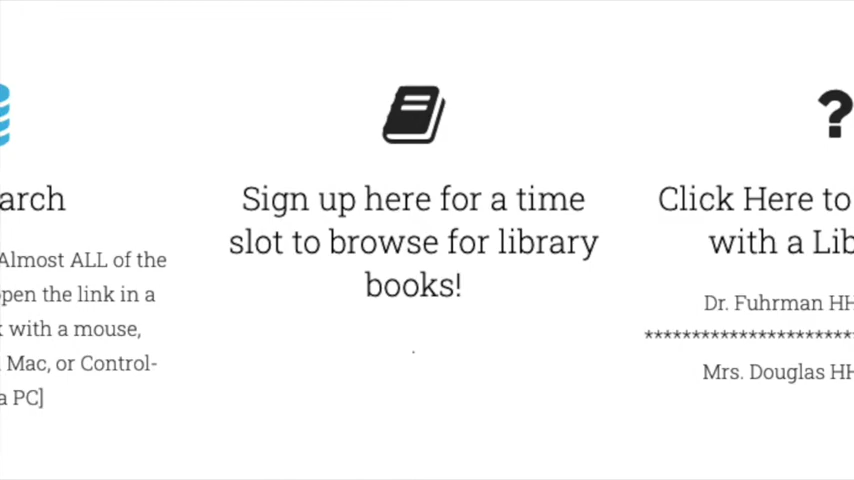 arch
Almost ALL of the
open the link in a
with a mouse,
Mac, or Control-
a PC]
Sign up here for a time
slot to browse for library
books!
.
?
Click Here to
with a Lib
Dr. Fuhrman HH
**********************
Mrs. Douglas HH